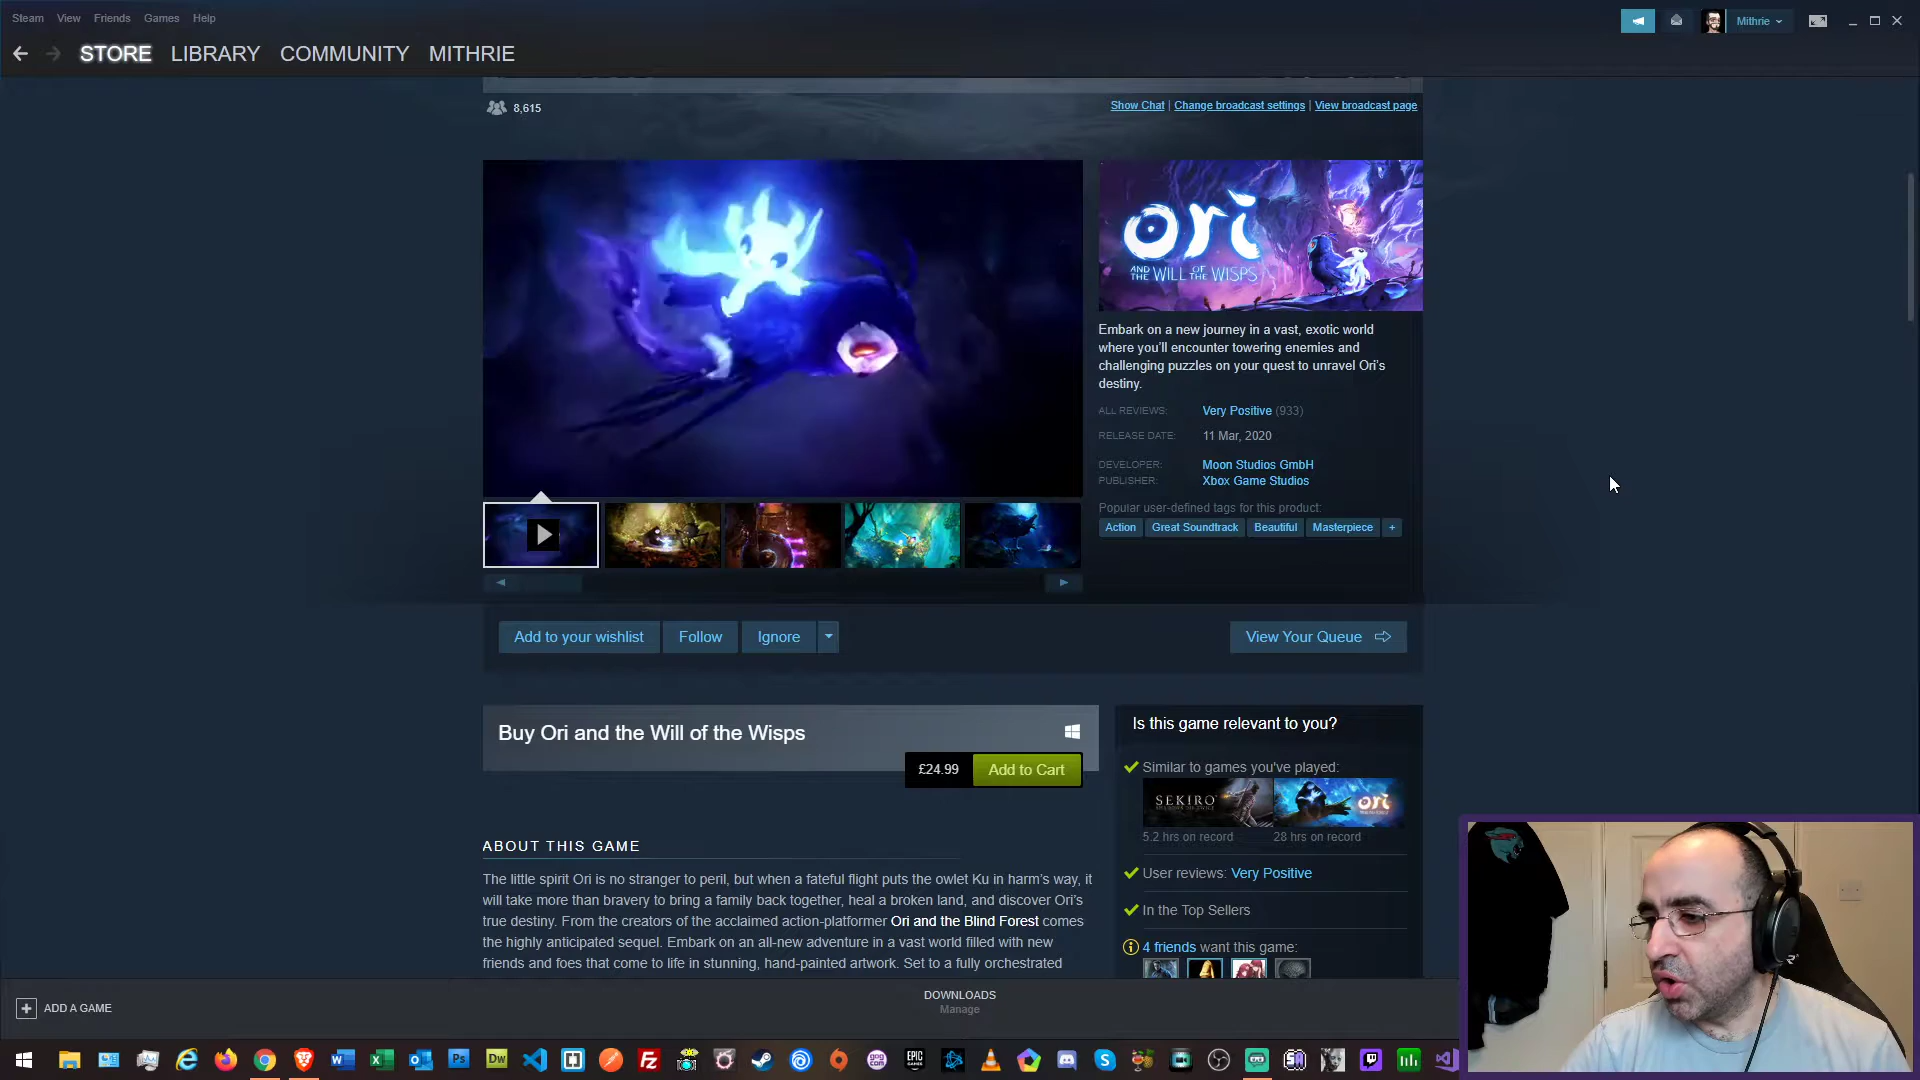 Steam View Friends Games Help
Mithrie
STORE LIBRARY COMMUNITY MITHRIE
8,615
Show Chat | Change broadcast settings | View broadcast page
ori
AND THE WILL OF THE WISPS
Embark on a new journey in a vast, exotic world
where you'll encounter towering enemies and
challenging puzzles on your quest to unravel Ori's
destiny.
ALL REVIEWS: Very Positive (933)
RELEASE DATE: 11 Mar, 2020
DEVELOPER: Moon Studios GmbH
PUBLISHER: Xbox Game Studios
Popular user-defined tags for this product:
Action Great Soundtrack Beautiful Masterpiece +
Add to your wishlist Follow Ignore
View Your Queue
Buy Ori and the Will of the Wisps
£24.99 Add to Cart
Is this game relevant to you?
Similar to games you've played:
SEKIRO
ori
5.2 hrs on record 28 hrs on record
User reviews: Very Positive
In the Top Sellers
4 friends want this game:
ABOUT THIS GAME
The little spirit Ori is no stranger to peril, but when a fateful flight puts the owlet Ku in harm's way, it
will take more than bravery to bring a family back together, heal a broken land, and discover Ori's
true destiny. From the creators of the acclaimed action-platformer Ori and the Blind Forest comes
the highly anticipated sequel. Embark on an all-new adventure in a vast world filled with new
friends and foes that come to life in stunning, hand-painted artwork. Set to a fully orchestrated
ADD A GAME
DOWNLOADS
Manage
W X Ps Dw FZ gog com EPIC GAMES S